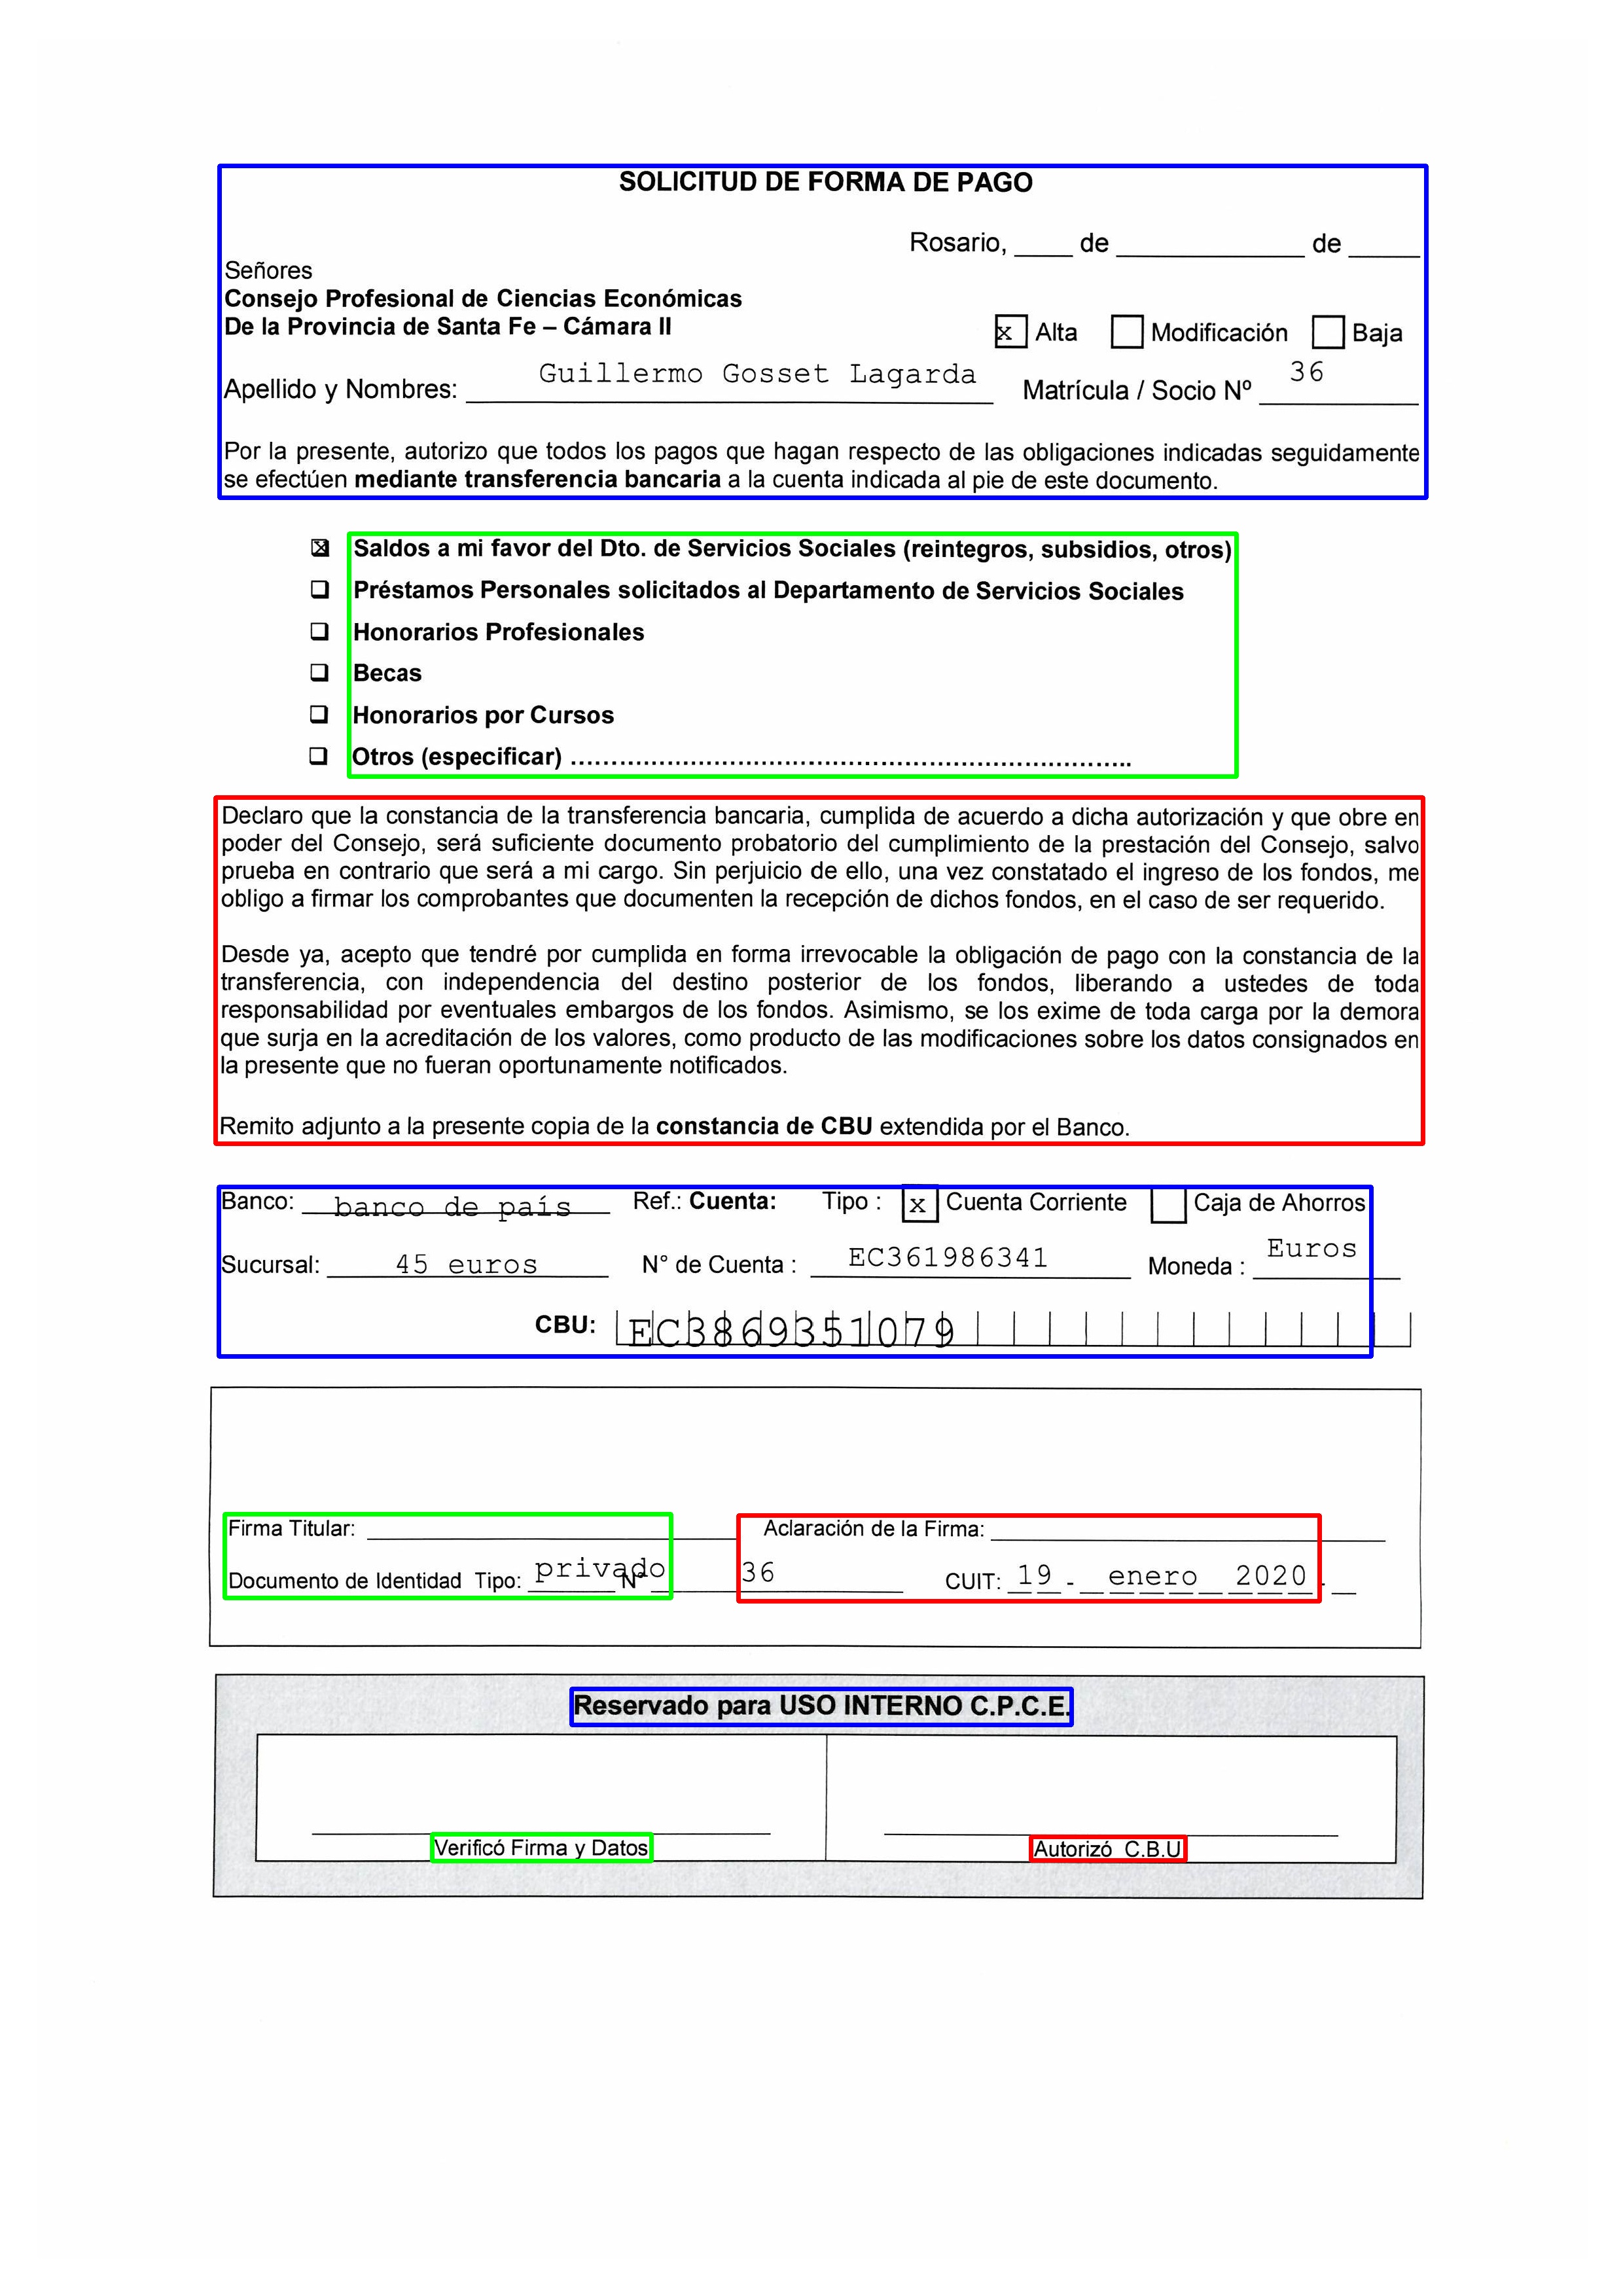 SOLICITUD DE FORMA DE PAGO
Rosario, ____ de ____________ de _____
Señores
Consejo Profesional de Ciencias Económicas
De la Provincia de Santa Fe – Cámara II
x Alta Modificación Baja
Apellido y Nombres: Guillermo Gosset Lagarda Matrícula / Socio Nº 36
Por la presente, autorizo que todos los pagos que hagan respecto de las obligaciones indicadas seguidamente
se efectúen mediante transferencia bancaria a la cuenta indicada al pie de este documento.
x Saldos a mi favor del Dto. de Servicios Sociales (reintegros, subsidios, otros)
Préstamos Personales solicitados al Departamento de Servicios Sociales
Honorarios Profesionales
Becas
Honorarios por Cursos
Otros (especificar) ......................................................................
Declaro que la constancia de la transferencia bancaria, cumplida de acuerdo a dicha autorización y que obre en
poder del Consejo, será suficiente documento probatorio del cumplimiento de la prestación del Consejo, salvo
prueba en contrario que será a mi cargo. Sin perjuicio de ello, una vez constatado el ingreso de los fondos, me
obligo a firmar los comprobantes que documenten la recepción de dichos fondos, en el caso de ser requerido.
Desde ya, acepto que tendré por cumplida en forma irrevocable la obligación de pago con la constancia de la
transferencia, con independencia del destino posterior de los fondos, liberando a ustedes de toda
responsabilidad por eventuales embargos de los fondos. Asimismo, se los exime de toda carga por la demora
que surja en la acreditación de los valores, como producto de las modificaciones sobre los datos consignados en
la presente que no fueran oportunamente notificados.
Remito adjunto a la presente copia de la constancia de CBU extendida por el Banco.
Banco: banco de país Ref.: Cuenta: Tipo : x Cuenta Corriente Caja de Ahorros
Sucursal: 45 euros N° de Cuenta : EC361986341 Moneda : Euros
CBU: EC3869351079
Firma Titular: Aclaración de la Firma:
Documento de Identidad Tipo: privado N° 36 CUIT: 19 - enero 2020 -
Reservado para USO INTERNO C.P.C.E.
Verificó Firma y Datos Autorizó C.B.U